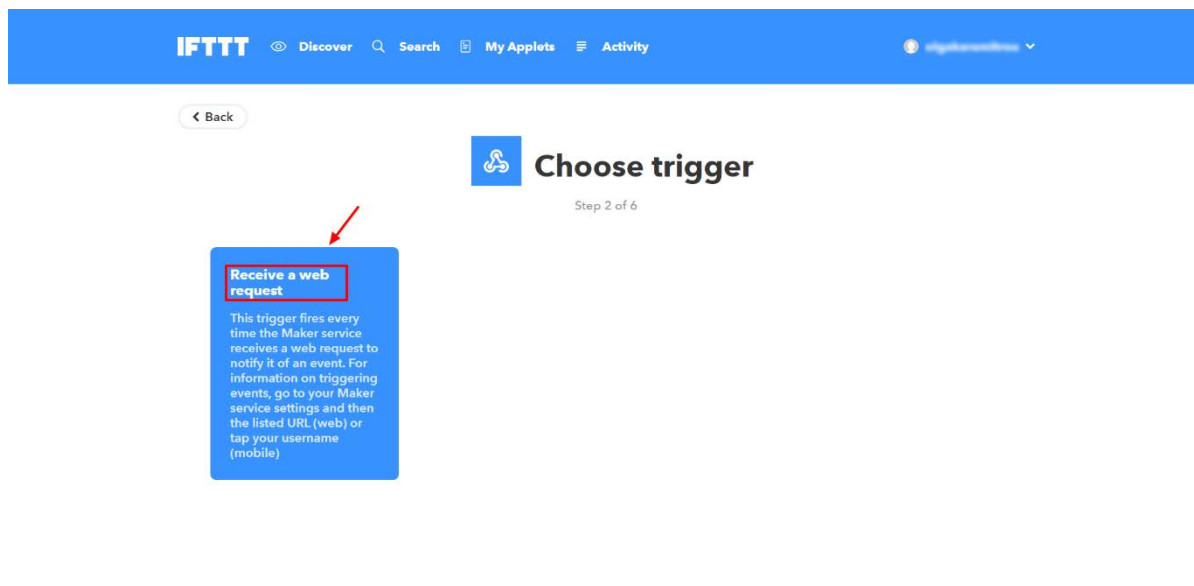 IFTTT Discover Search My Applets Activity
Back
Choose trigger
Step 2 of 6
Receive a web
request
This trigger fires every
time the Maker service
receives a web request to
notify it of an event. For
information on triggering
events, go to your Maker
service settings and then
the listed URL (web) or
tap your username
(mobile)